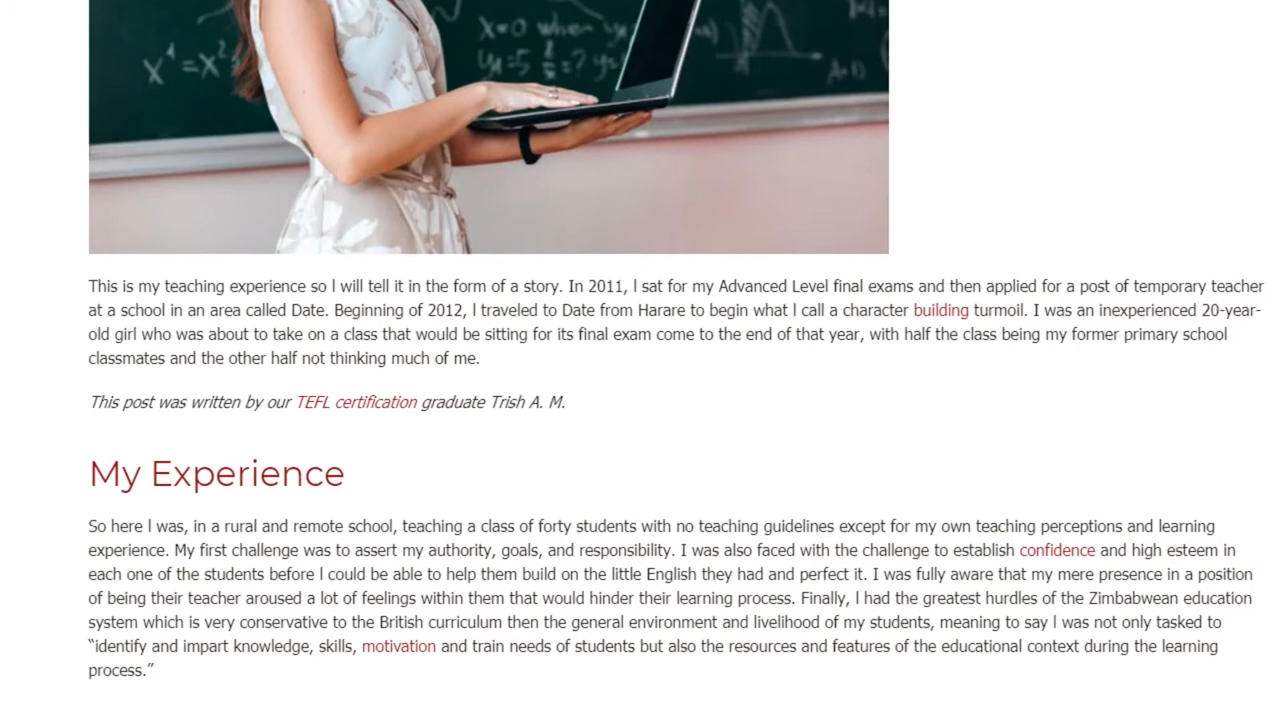 x⁴=x²
x=0 when
y₁=5
This is my teaching experience so I will tell it in the form of a story. In 2011, I sat for my Advanced Level final exams and then applied for a post of temporary teacher
at a school in an area called Date. Beginning of 2012, I traveled to Date from Harare to begin what I call a character building turmoil. I was an inexperienced 20-year-
old girl who was about to take on a class that would be sitting for its final exam come to the end of that year, with half the class being my former primary school
classmates and the other half not thinking much of me.
This post was written by our TEFL certification graduate Trish A. M.
My Experience
So here I was, in a rural and remote school, teaching a class of forty students with no teaching guidelines except for my own teaching perceptions and learning
experience. My first challenge was to assert my authority, goals, and responsibility. I was also faced with the challenge to establish confidence and high esteem in
each one of the students before I could be able to help them build on the little English they had and perfect it. I was fully aware that my mere presence in a position
of being their teacher aroused a lot of feelings within them that would hinder their learning process. Finally, I had the greatest hurdles of the Zimbabwean education
system which is very conservative to the British curriculum then the general environment and livelihood of my students, meaning to say I was not only tasked to
“identify and impart knowledge, skills, motivation and train needs of students but also the resources and features of the educational context during the learning
process.”